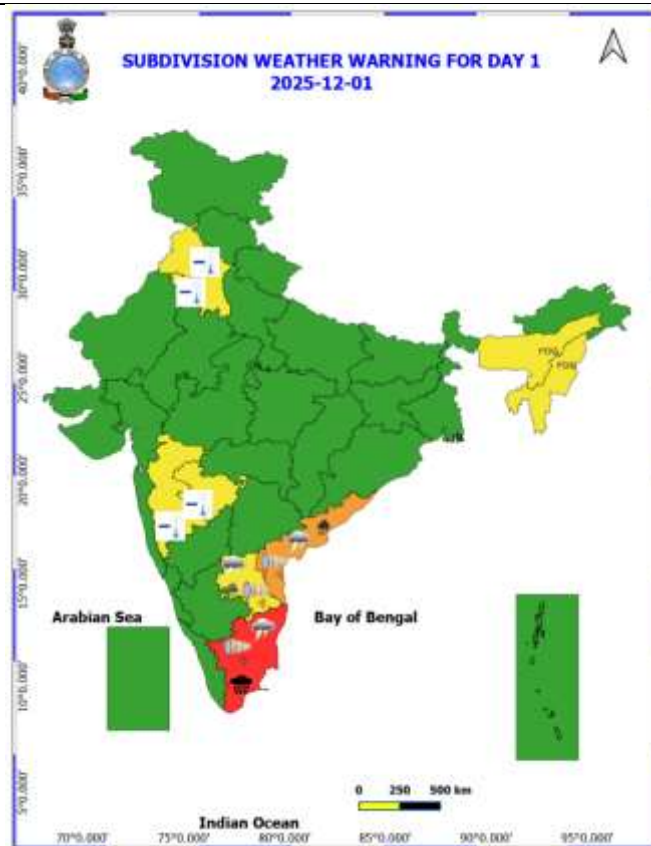 SUBDIVISION WEATHER WARNING FOR DAY 1
2025-12-01
40°0.000'
35°0.000'
30°0.000'
25°0.000'
20°0.000'
15°0.000'
10°0.000'
5°0.000'
FOG
FOG
Arabian Sea
Bay of Bengal
0 250 500 km
Indian Ocean
70°0.000' 75°0.000' 80°0.000' 85°0.000' 90°0.000' 95°0.000'